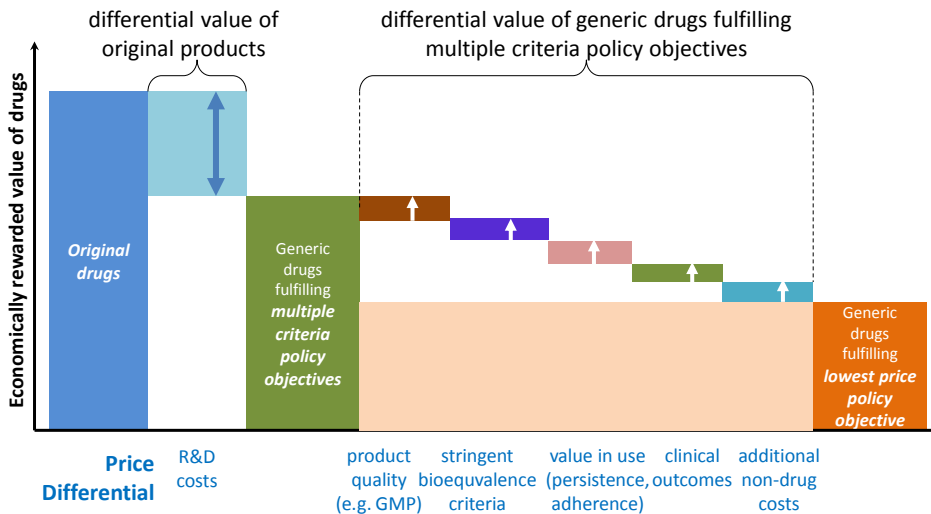 differential value of
original products
differential value of generic drugs fulfilling
multiple criteria policy objectives
Economically rewarded value of drugs
Original
drugs
Generic
drugs
fulfilling
multiple
criteria
policy
objectives
Generic
drugs
fulfilling
lowest price
policy
objective
Price
Differential
R&D
costs
product
quality
(e.g. GMP)
stringent
bioequvalence
criteria
value in use
(persistence,
adherence)
clinical
outcomes
additional
non-drug
costs